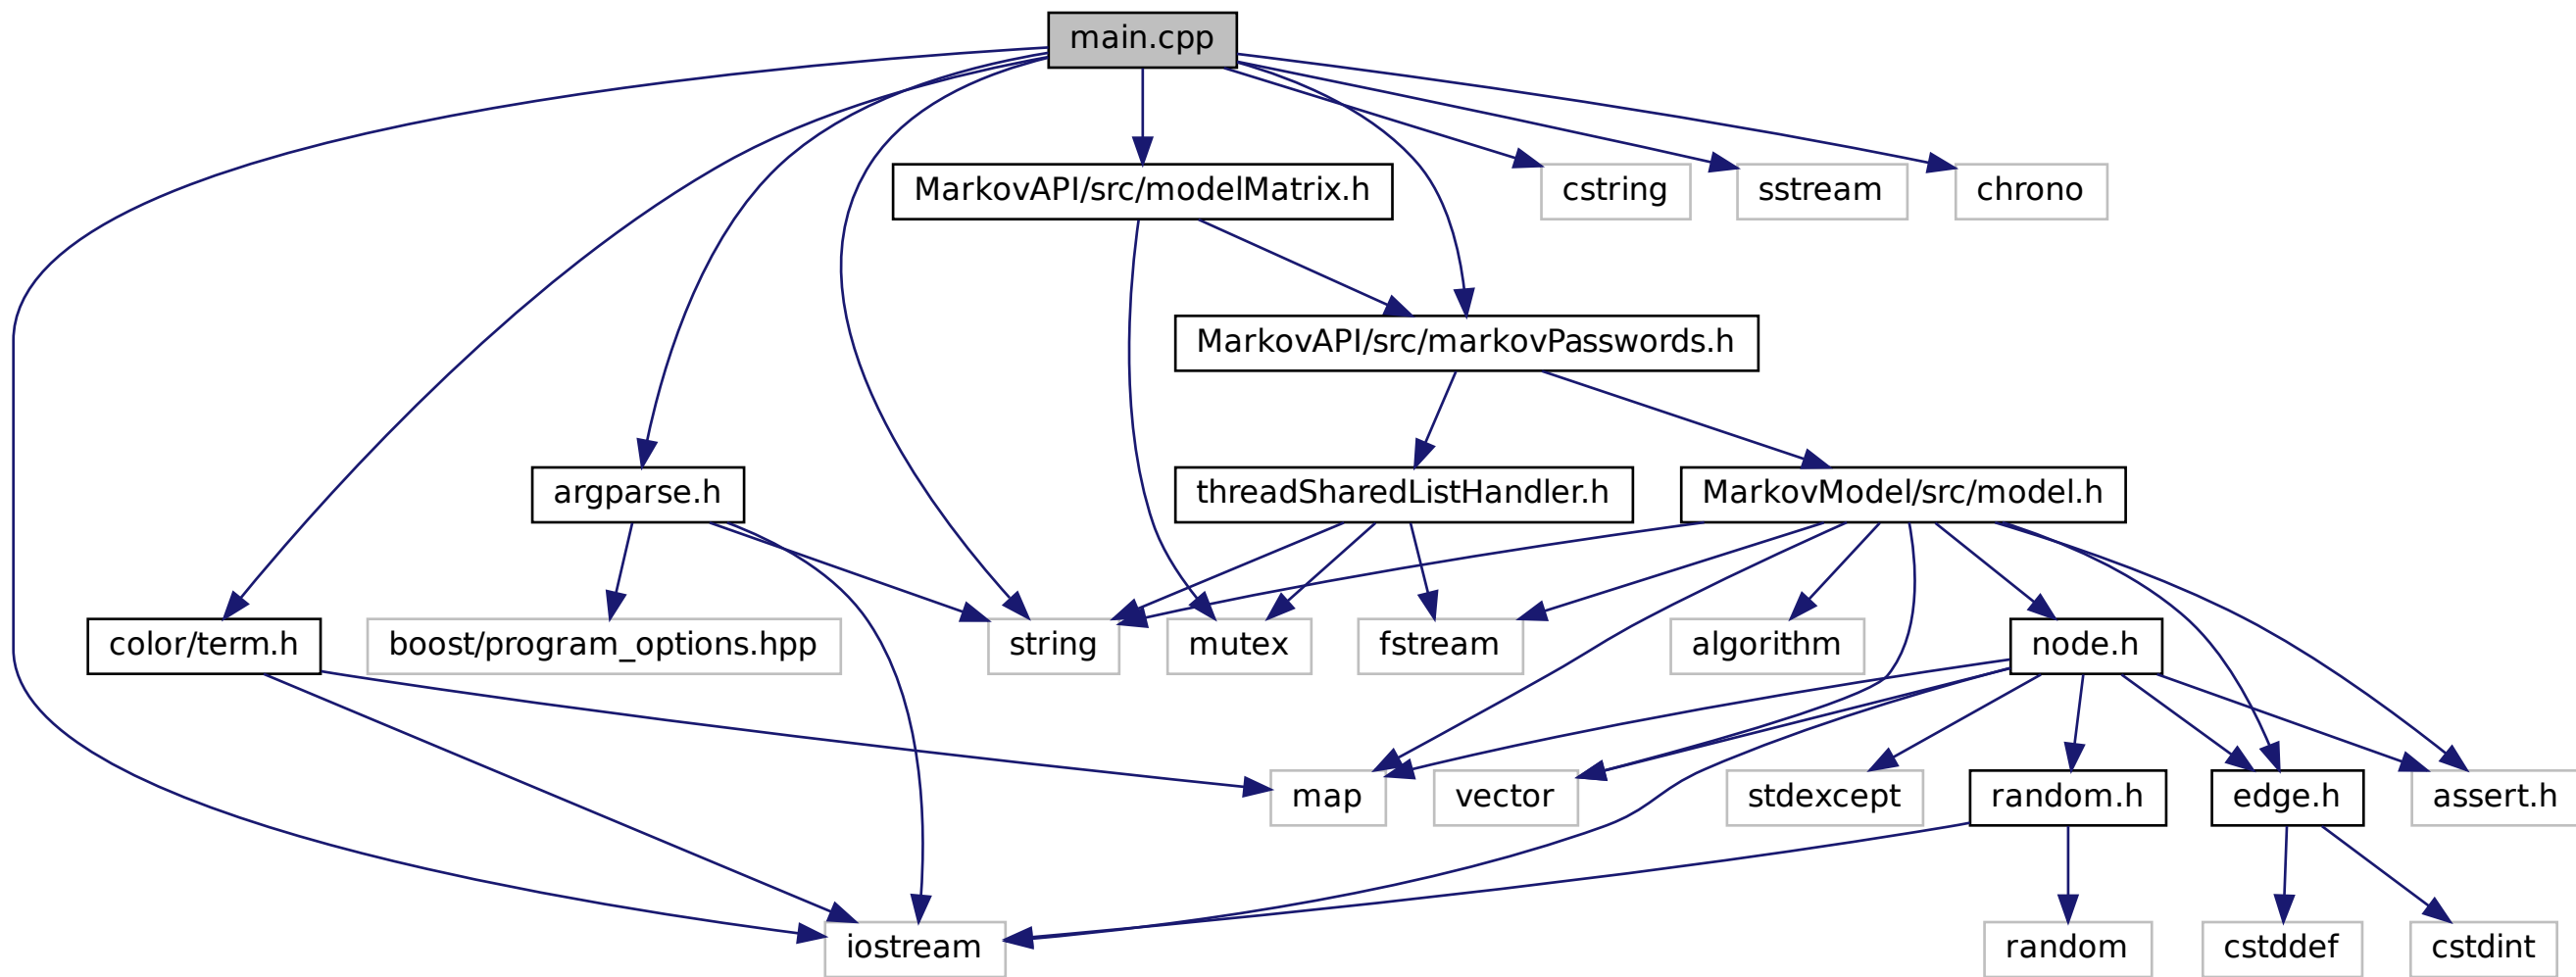 main.cpp
MarkovAPI/src/modelMatrix.h
cstring
sstream
chrono
MarkovAPI/src/markovPasswords.h
argparse.h
threadSharedListHandler.h
MarkovModel/src/model.h
color/term.h
boost/program_options.hpp
string
mutex
fstream
algorithm
node.h
map
vector
stdexcept
random.h
edge.h
assert.h
iostream
random
cstddef
cstdint